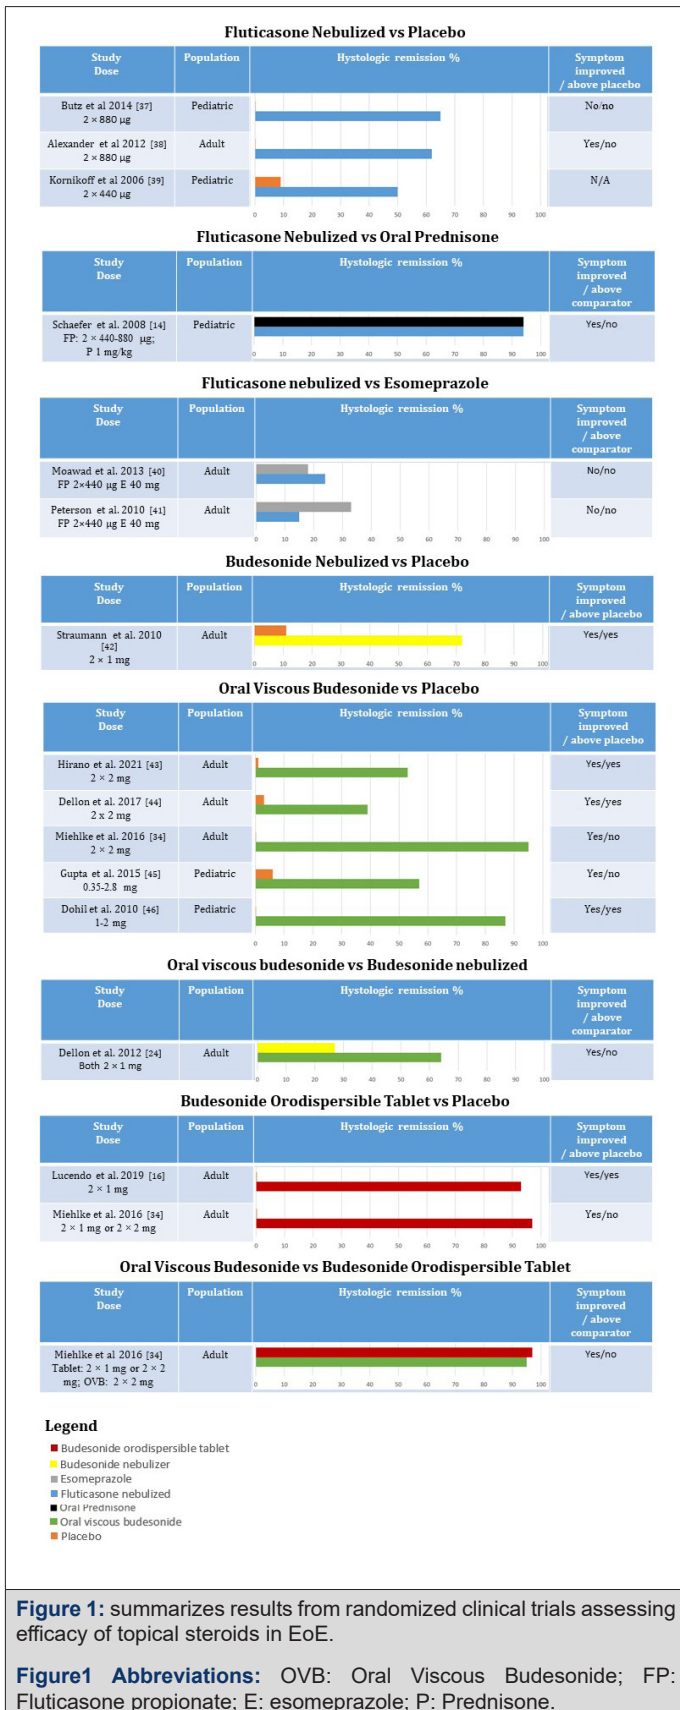 Fluticasone Nebulized vs Placebo
Study Dose Population Hystologic remission % Symptom improved / above placebo
Butz et al 2014 [37] 2 × 880 μg Pediatric No/no
Alexander et al 2012 [38] 2 × 880 μg Adult Yes/no
Kornikoff et al 2006 [39] 2 × 440 μg Pediatric N/A
0 10 20 30 40 50 60 70 80 90 100
Fluticasone Nebulized vs Oral Prednisone
Study Dose Population Hystologic remission % Symptom improved / above comparator
Schaefer et al. 2008 [14] FP: 2 × 440-880 μg; P 1 mg/kg Pediatric Yes/no
0 10 20 30 40 50 60 70 80 90 100
Fluticasone nebulized vs Esomeprazole
Study Dose Population Hystologic remission % Symptom improved / above comparator
Moawad et al. 2013 [40] FP 2×440 μg E 40 mg Adult No/no
Peterson et al. 2010 [41] FP 2×440 μg E 40 mg Adult No/no
0 10 20 30 40 50 60 70 80 90 100
Budesonide Nebulized vs Placebo
Study Dose Population Hystologic remission % Symptom improved / above placebo
Straumann et al. 2010 [42] 2 × 1 mg Adult Yes/yes
0 10 20 30 40 50 60 70 80 90 100
Oral Viscous Budesonide vs Placebo
Study Dose Population Hystologic remission % Symptom improved / above placebo
Hirano et al. 2021 [43] 2 × 2 mg Adult Yes/yes
Dellon et al. 2017 [44] 2 x 2 mg Adult Yes/yes
Miehlke et al. 2016 [34] 2 × 2 mg Adult Yes/no
Gupta et al. 2015 [45] 0.35-2.8 mg Pediatric Yes/no
Dohil et al. 2010 [46] 1-2 mg Pediatric Yes/yes
0 10 20 30 40 50 60 70 80 90 100
Oral viscous budesonide vs Budesonide nebulized
Study Dose Population Hystologic remission % Symptom improved / above comparator
Dellon et al. 2012 [24] Both 2 × 1 mg Adult Yes/no
0 10 20 30 40 50 60 70 80 90 100
Budesonide Orodispersible Tablet vs Placebo
Study Dose Population Hystologic remission % Symptom improved / above placebo
Lucendo et al. 2019 [16] 2 × 1 mg Adult Yes/yes
Miehlke et al. 2016 [34] 2 × 1 mg or 2 × 2 mg Adult Yes/no
0 10 20 30 40 50 60 70 80 90 100
Oral Viscous Budesonide vs Budesonide Orodispersible Tablet
Study Dose Population Hystologic remission % Symptom improved / above comparator
Miehlke et al 2016 [34] Tablet: 2 × 1 mg or 2 × 2 mg; OVB: 2 × 2 mg Adult Yes/no
0 10 20 30 40 50 60 70 80 90 100
Legend
Budesonide orodispersible tablet
Budesonide nebulizer
Esomeprazole
Fluticasone nebulized
Oral Prednisone
Oral viscous budesonide
Placebo
Figure 1: summarizes results from randomized clinical trials assessing
efficacy of topical steroids in EoE.
Figure1 Abbreviations: OVB: Oral Viscous Budesonide; FP:
Fluticasone propionate; E: esomeprazole; P: Prednisone.